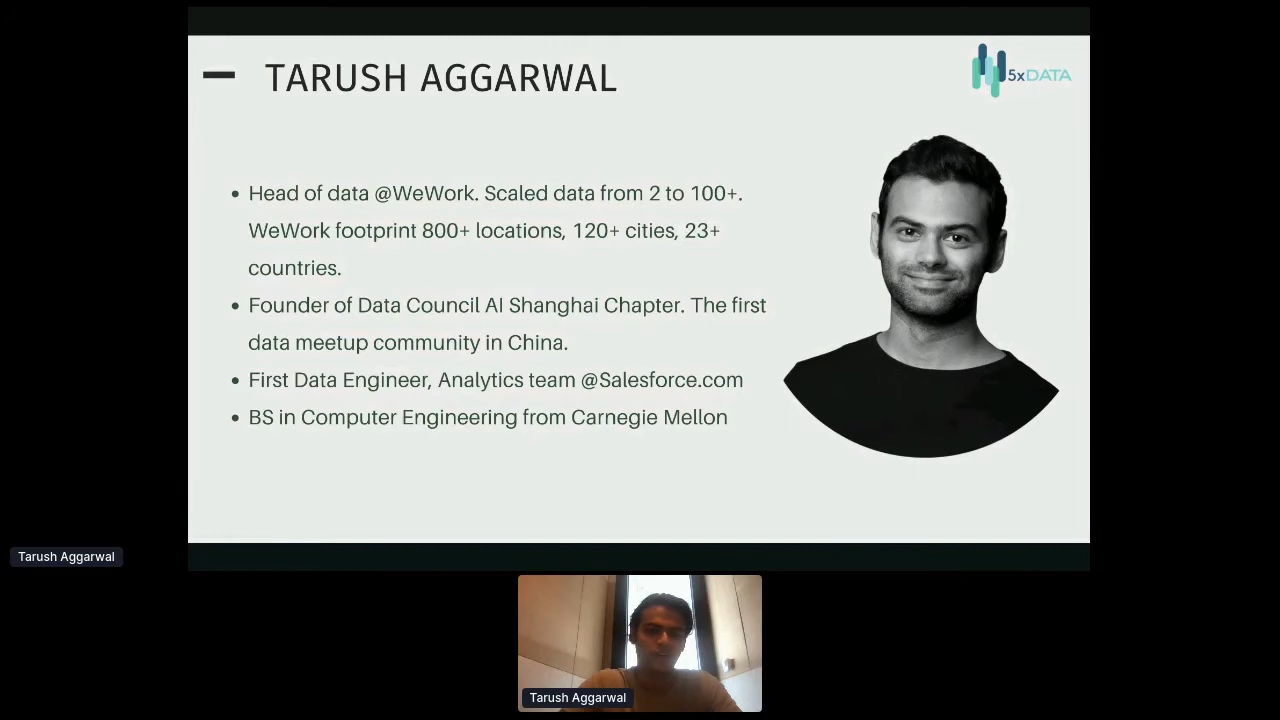 TARUSH AGGARWAL
5xDATA
Head of data @WeWork. Scaled data from 2 to 100+.
WeWork footprint 800+ locations, 120+ cities, 23+
countries.
Founder of Data Council AI Shanghai Chapter. The first
data meetup community in China.
First Data Engineer, Analytics team @Salesforce.com
BS in Computer Engineering from Carnegie Mellon
Tarush Aggarwal
Tarush Aggarwal